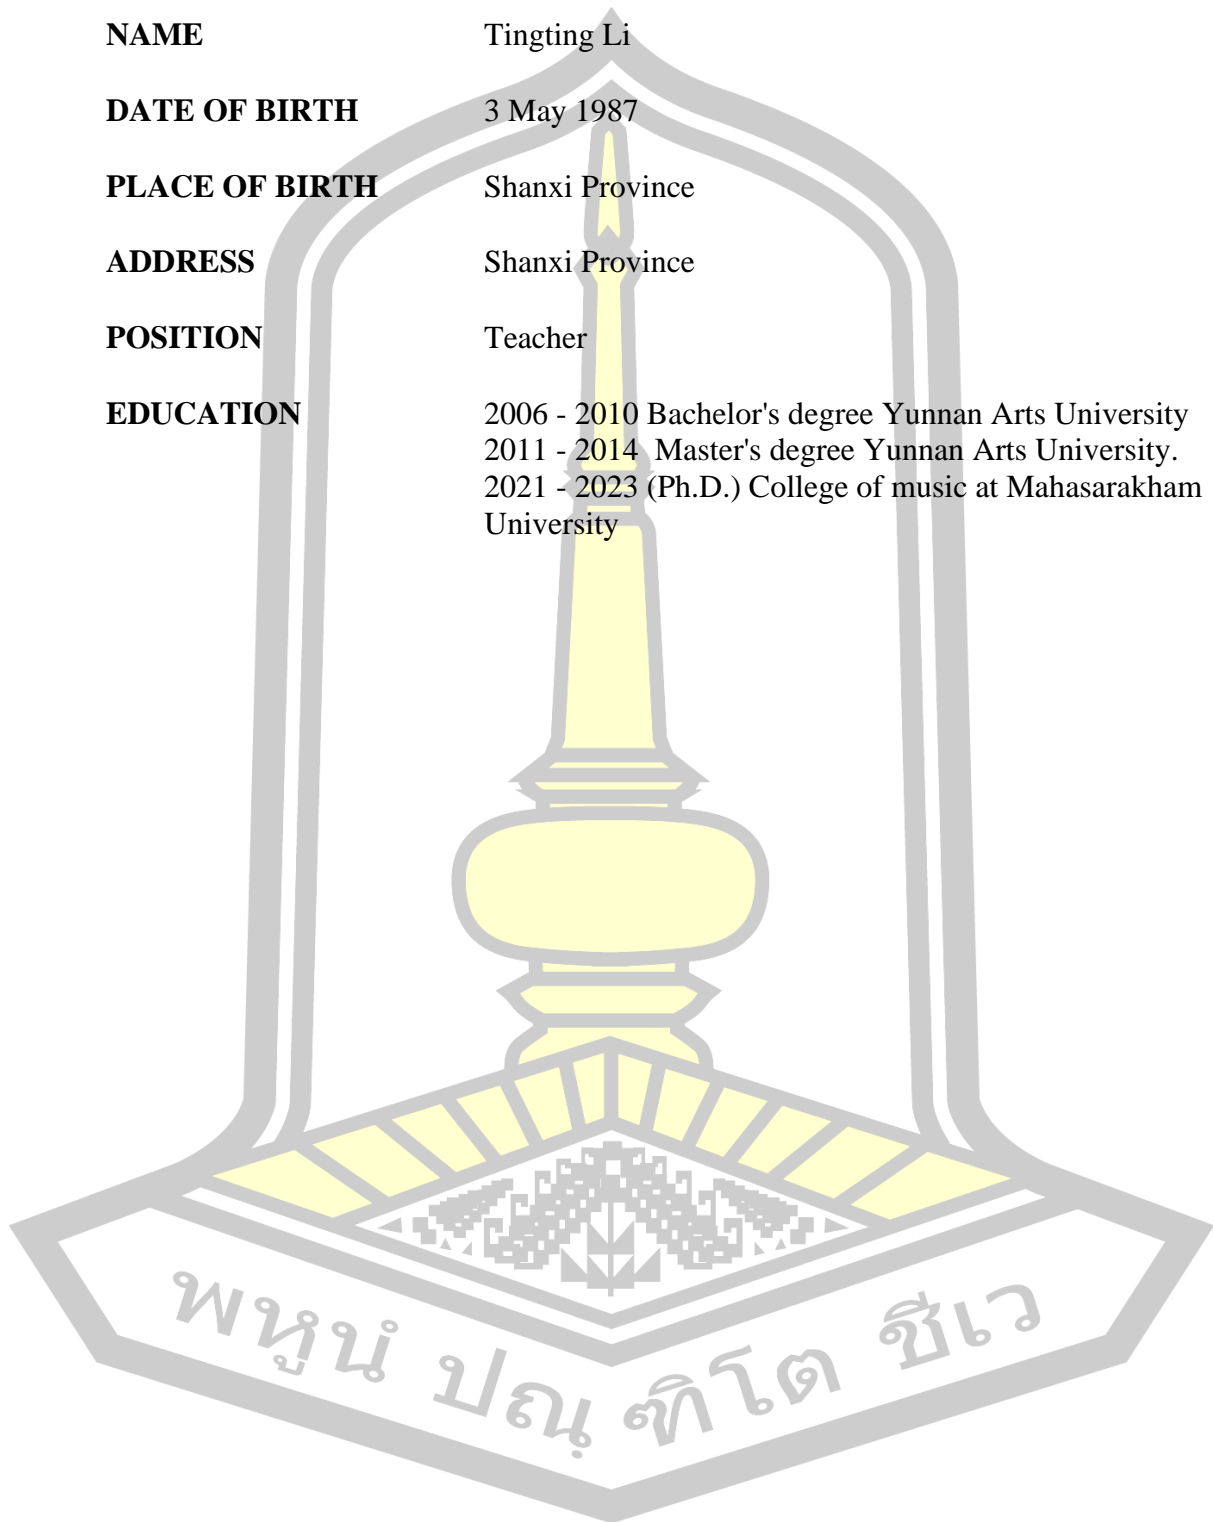 NAME Tingting Li
DATE OF BIRTH 3 May 1987
PLACE OF BIRTH Shanxi Province
ADDRESS Shanxi Province
POSITION Teacher
EDUCATION 2006 - 2010 Bachelor's degree Yunnan Arts University
2011 - 2014  Master's degree Yunnan Arts University.
2021 - 2023 (Ph.D.) College of music at Mahasarakham
University
พหูนํ ปณฺ ฑิโต ชีเว